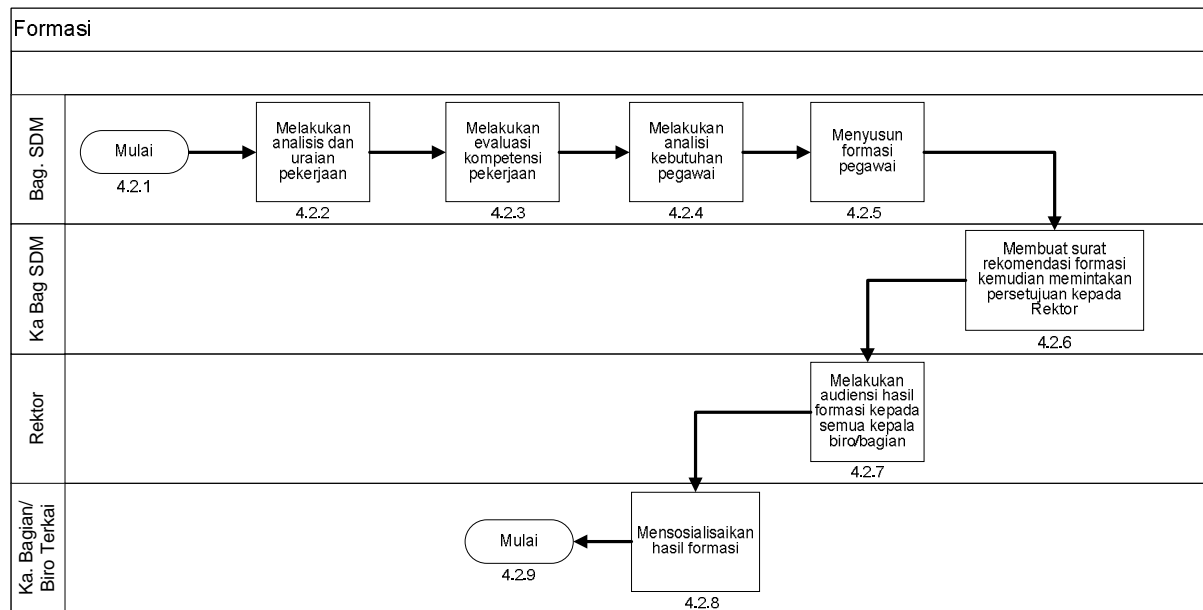 Formasi
Bag. SDM
Mulai
4.2.1
Melakukan
analisis dan
uraian
pekerjaan
4.2.2
Melakukan
evaluasi
kompetensi
pekerjaan
4.2.3
Melakukan
analisi
kebutuhan
pegawai
4.2.4
Menyusun
formasi
pegawai
4.2.5
Ka Bag SDM
Membuat surat
rekomendasi formasi
kemudian memintakan
persetujuan kepada
Rektor
4.2.6
Rektor
Melakukan
audiensi hasil
formasi kepada
semua kepala
biro/bagian
4.2.7
Ka. Bagian/
Biro Terkai
Mulai
4.2.9
Mensosialisaikan
hasil formasi
4.2.8